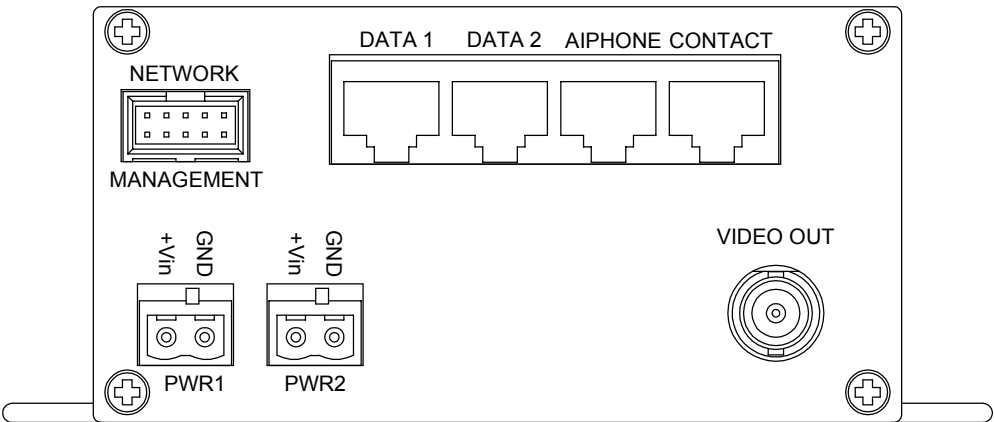 DATA 1 DATA 2 AIPHONE CONTACT
NETWORK
MANAGEMENT
+Vin GND +Vin GND
VIDEO OUT
PWR1 PWR2